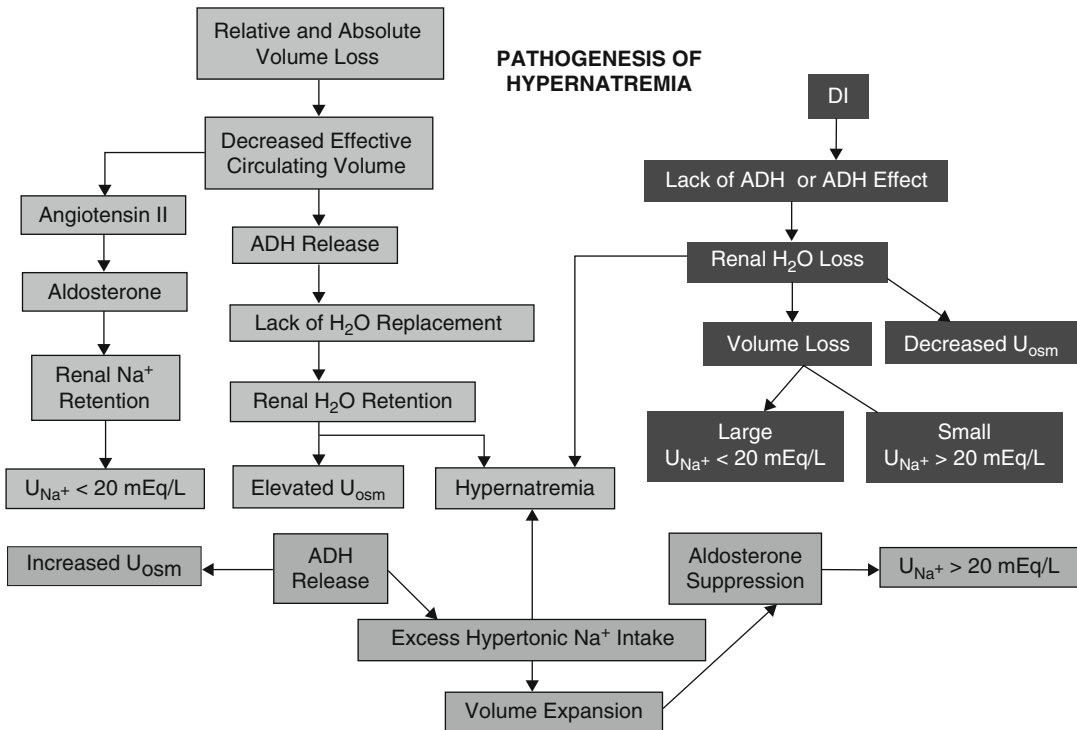 Relative and Absolute
Volume Loss
PATHOGENESIS OF
HYPERNATREMIA
DI
Decreased Effective
Circulating Volume
Lack of ADH or ADH Effect
Angiotensin II
ADH Release
Renal H₂O Loss
Aldosterone
Lack of H₂O Replacement
Volume Loss
Decreased Uosm
Renal Na⁺
Retention
Renal H₂O Retention
Large
UNa⁺ < 20 mEq/L
Small
UNa⁺ > 20 mEq/L
UNa⁺ < 20 mEq/L
Elevated Uosm
Hypernatremia
Increased Uosm
ADH
Release
Aldosterone
Suppression
UNa⁺ > 20 mEq/L
Excess Hypertonic Na⁺ Intake
Volume Expansion